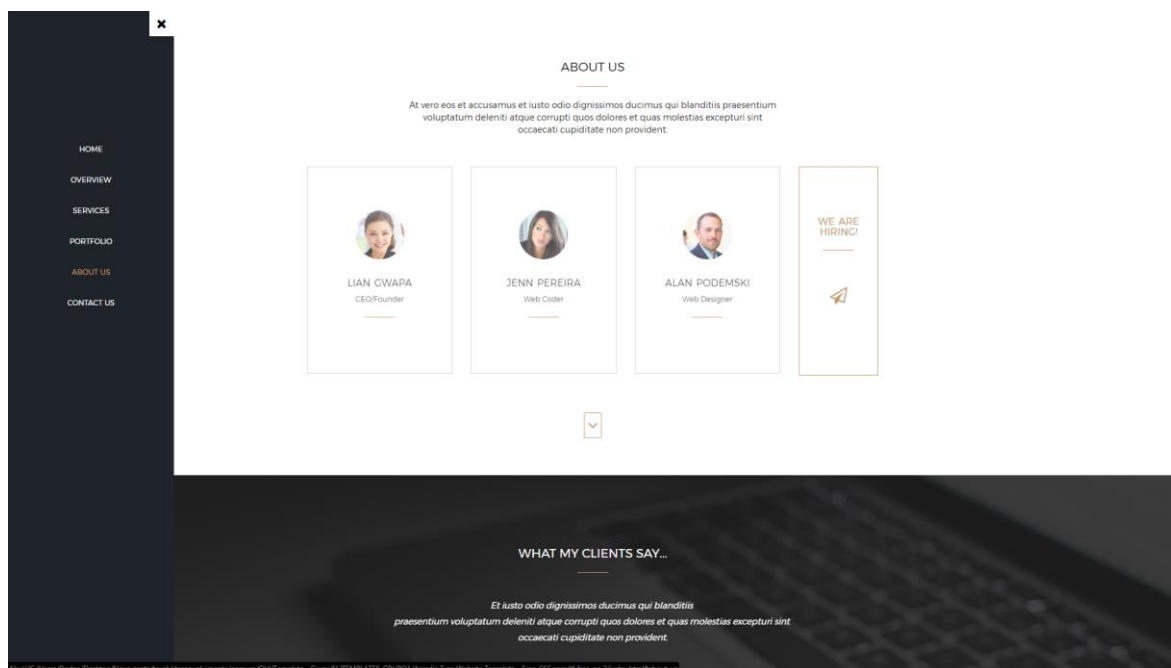 HOME
OVERVIEW
SERVICES
PORTFOLIO
ABOUT US
CONTACT US
ABOUT US
At vero eos et accusamus et iusto odio dignissimos ducimus qui blanditiis praesentium
voluptatum deleniti atque corrupti quos dolores et quas molestias excepturi sint
occaecati cupiditate non provident.
LIAN GWAPA
CEO/Founder
JENN PEREIRA
Web Coder
ALAN PODEMSKI
Web Designer
WE ARE
HIRING!
WHAT MY CLIENTS SAY...
Et iusto odio dignissimos ducimus qui blanditiis
praesentium voluptatum deleniti atque corrupti quos dolores et quas molestias excepturi sint
occaecati cupiditate non provident.